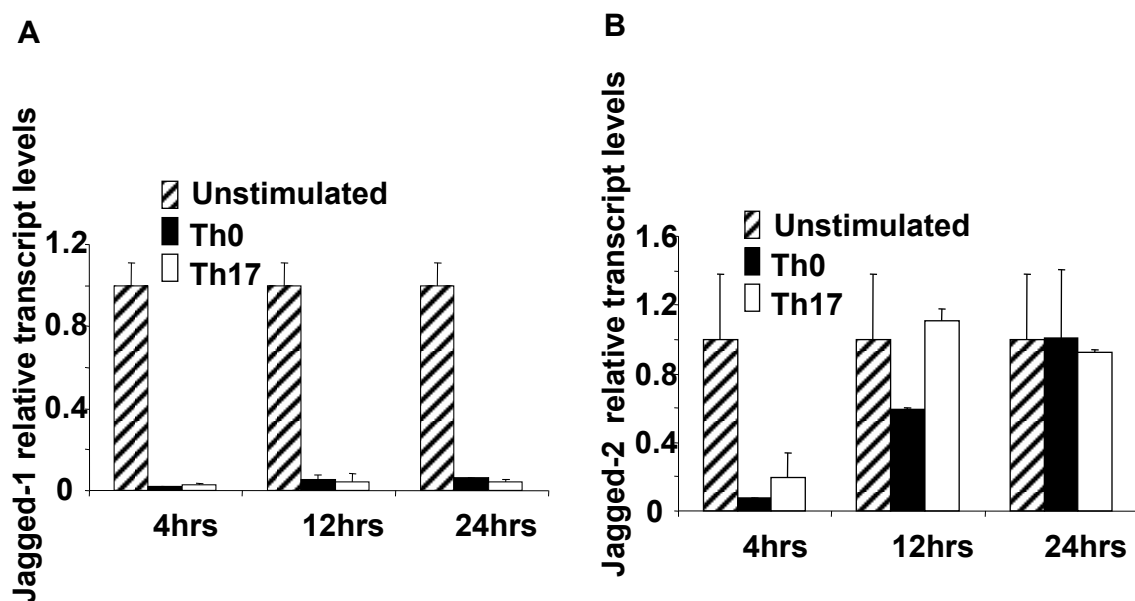 A
Jagged-1 relative transcript levels
Unstimulated
Th0
Th17
1.2
0.8
0.4
0
4hrs
12hrs
24hrs
B
Jagged-2 relative transcript levels
Unstimulated
Th0
Th17
1.6
1.2
0.8
0.4
0
4hrs
12hrs
24hrs